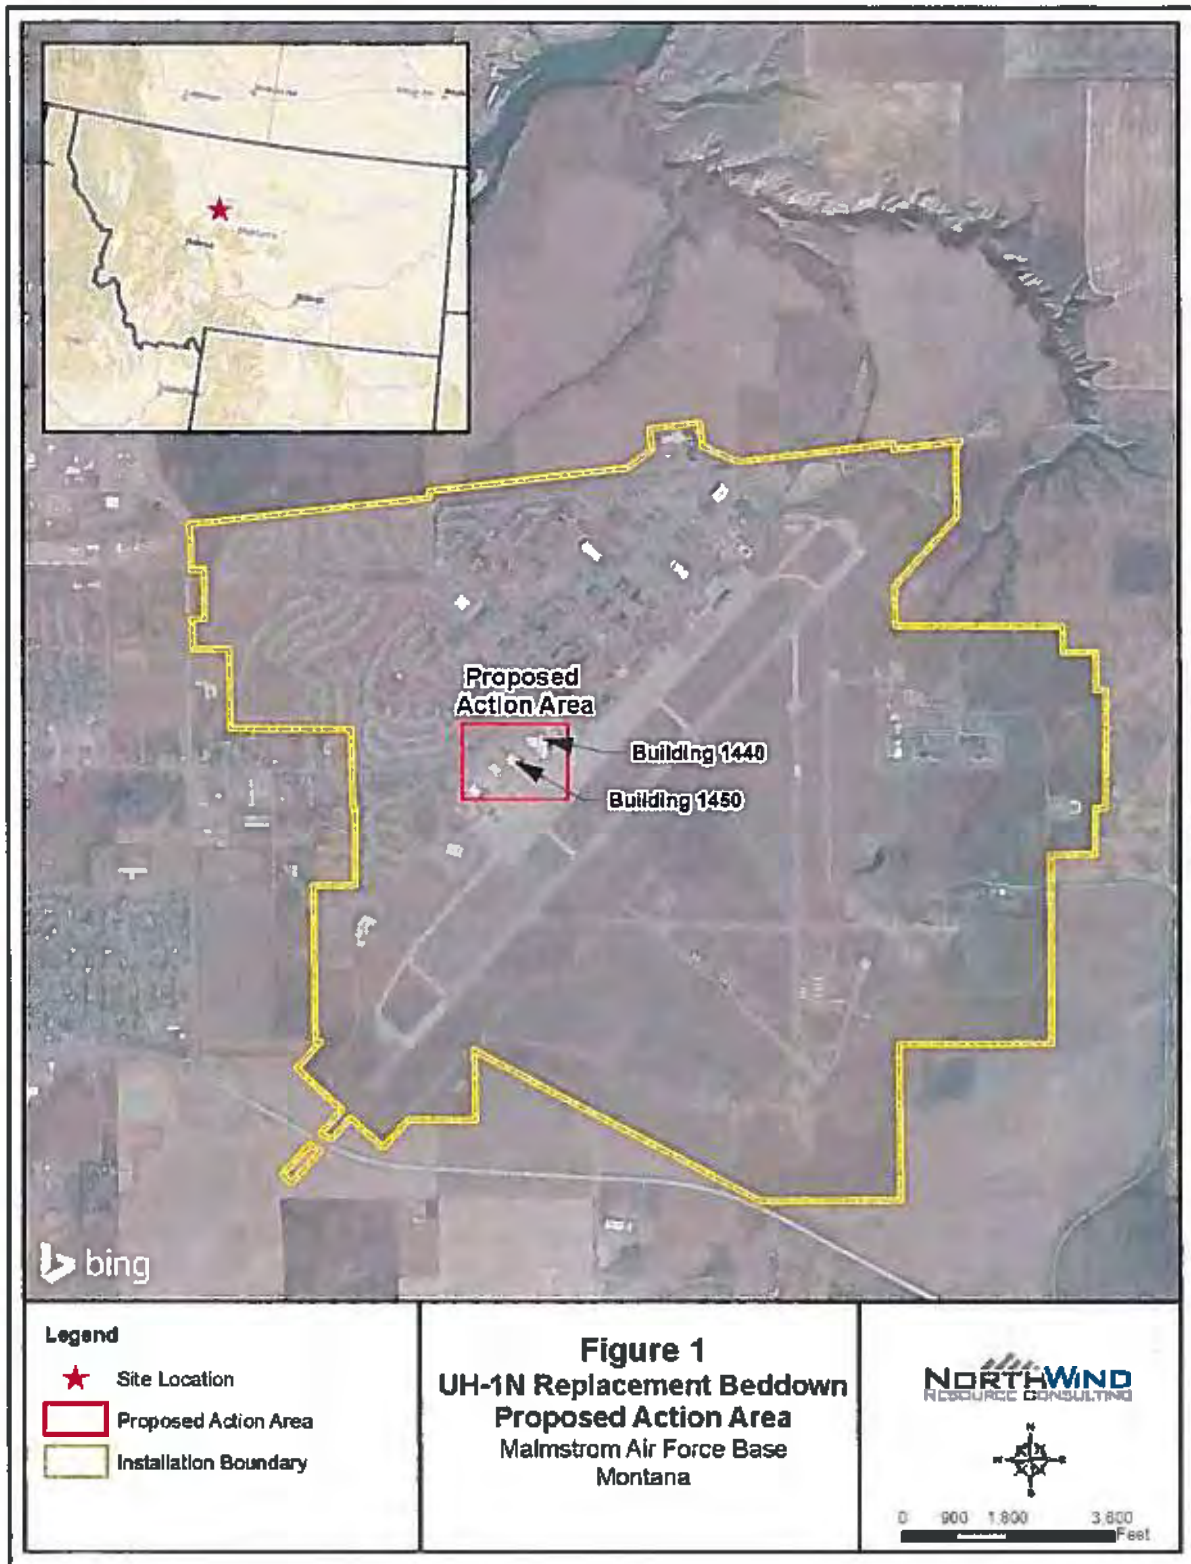 Proposed
Action Area
Building 1440
Building 1450
bing
Legend
Site Location
Proposed Action Area
Installation Boundary
Figure 1
UH-1N Replacement Beddown
Proposed Action Area
Malmstrom Air Force Base
Montana
NORTHWIND
RESOURCE CONSULTING
N
0 900 1,800 3,600
Feet